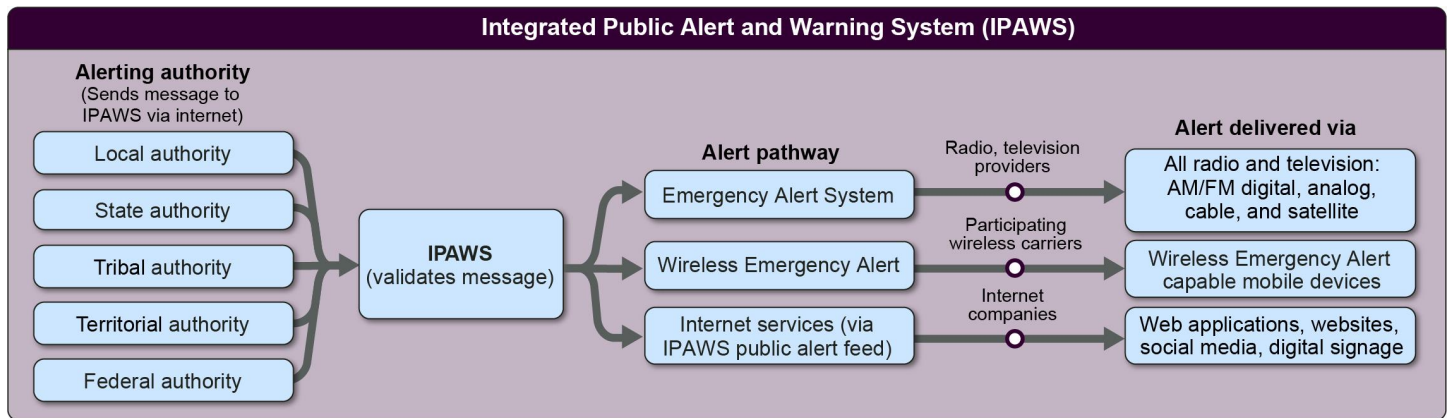 Integrated Public Alert and Warning System (IPAWS)
Alerting authority
(Sends message to
IPAWS via internet)
Local authority
State authority
Tribal authority
Territorial authority
Federal authority
IPAWS
(validates message)
Alert pathway
Emergency Alert System
Wireless Emergency Alert
Internet services (via
IPAWS public alert feed)
Radio, television
providers
Participating
wireless carriers
Internet
companies
Alert delivered via
All radio and television:
AM/FM digital, analog,
cable, and satellite
Wireless Emergency Alert
capable mobile devices
Web applications, websites,
social media, digital signage